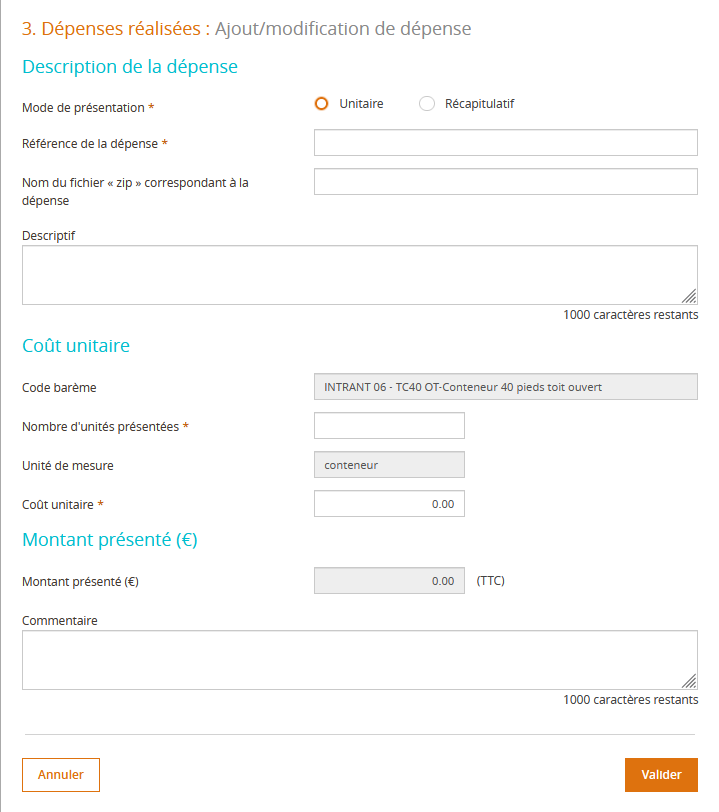 3. Dépenses réalisées : Ajout/modification de dépense
Description de la dépense
Mode de présentation *
Unitaire
Récapitulatif
Référence de la dépense *
Nom du fichier « zip » correspondant à la
dépense
Descriptif
1000 caractères restants
Coût unitaire
Code barème
INTRANT 06 - TC40 OT-Conteneur 40 pieds toit ouvert
Nombre d'unités présentées *
Unité de mesure
conteneur
Coût unitaire *
0.00
Montant présenté (€)
Montant présenté (€)
0.00
(TTC)
Commentaire
1000 caractères restants
Annuler
Valider